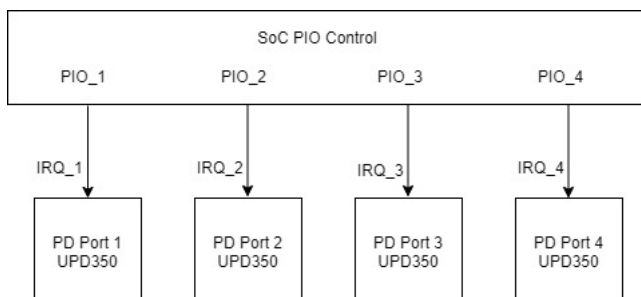 SoC PIO Control
PIO_1 PIO_2 PIO_3 PIO_4
IRQ_1 IRQ_2 IRQ_3 IRQ_4
PD Port 1 PD Port 2 PD Port 3 PD Port 4
UPD350 UPD350 UPD350 UPD350